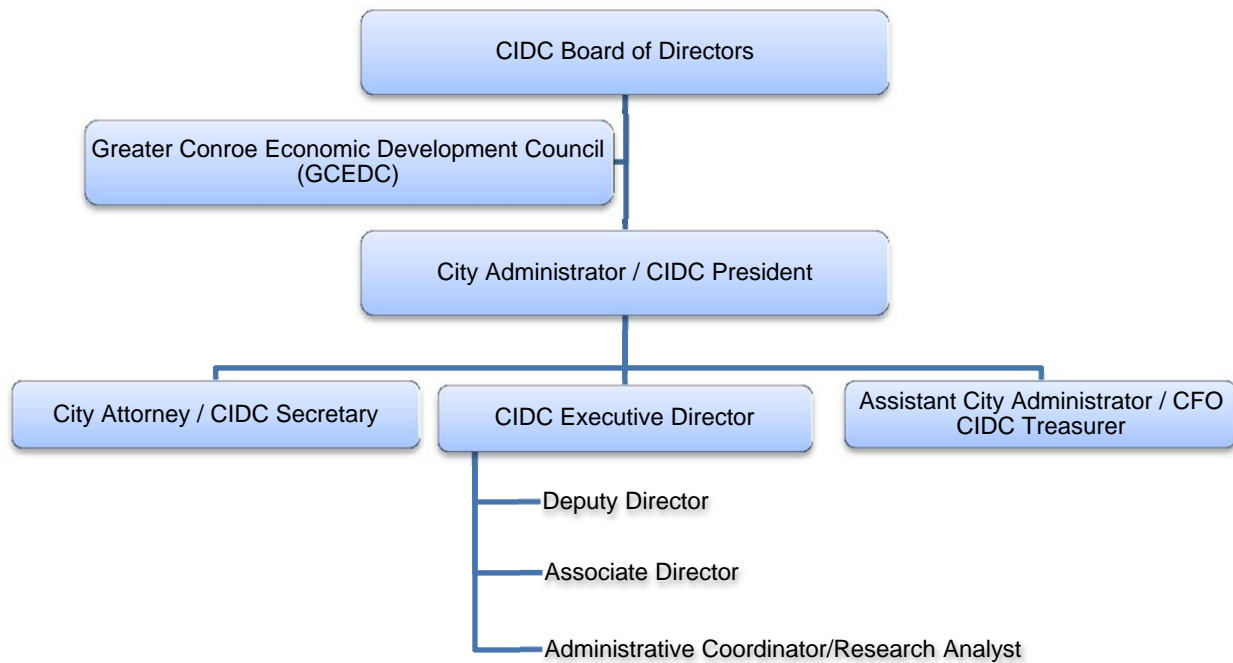 CIDC Board of Directors
Greater Conroe Economic Development Council
(GCEDC)
City Administrator / CIDC President
City Attorney / CIDC Secretary
CIDC Executive Director
Assistant City Administrator / CFO
CIDC Treasurer
Deputy Director
Associate Director
Administrative Coordinator/Research Analyst